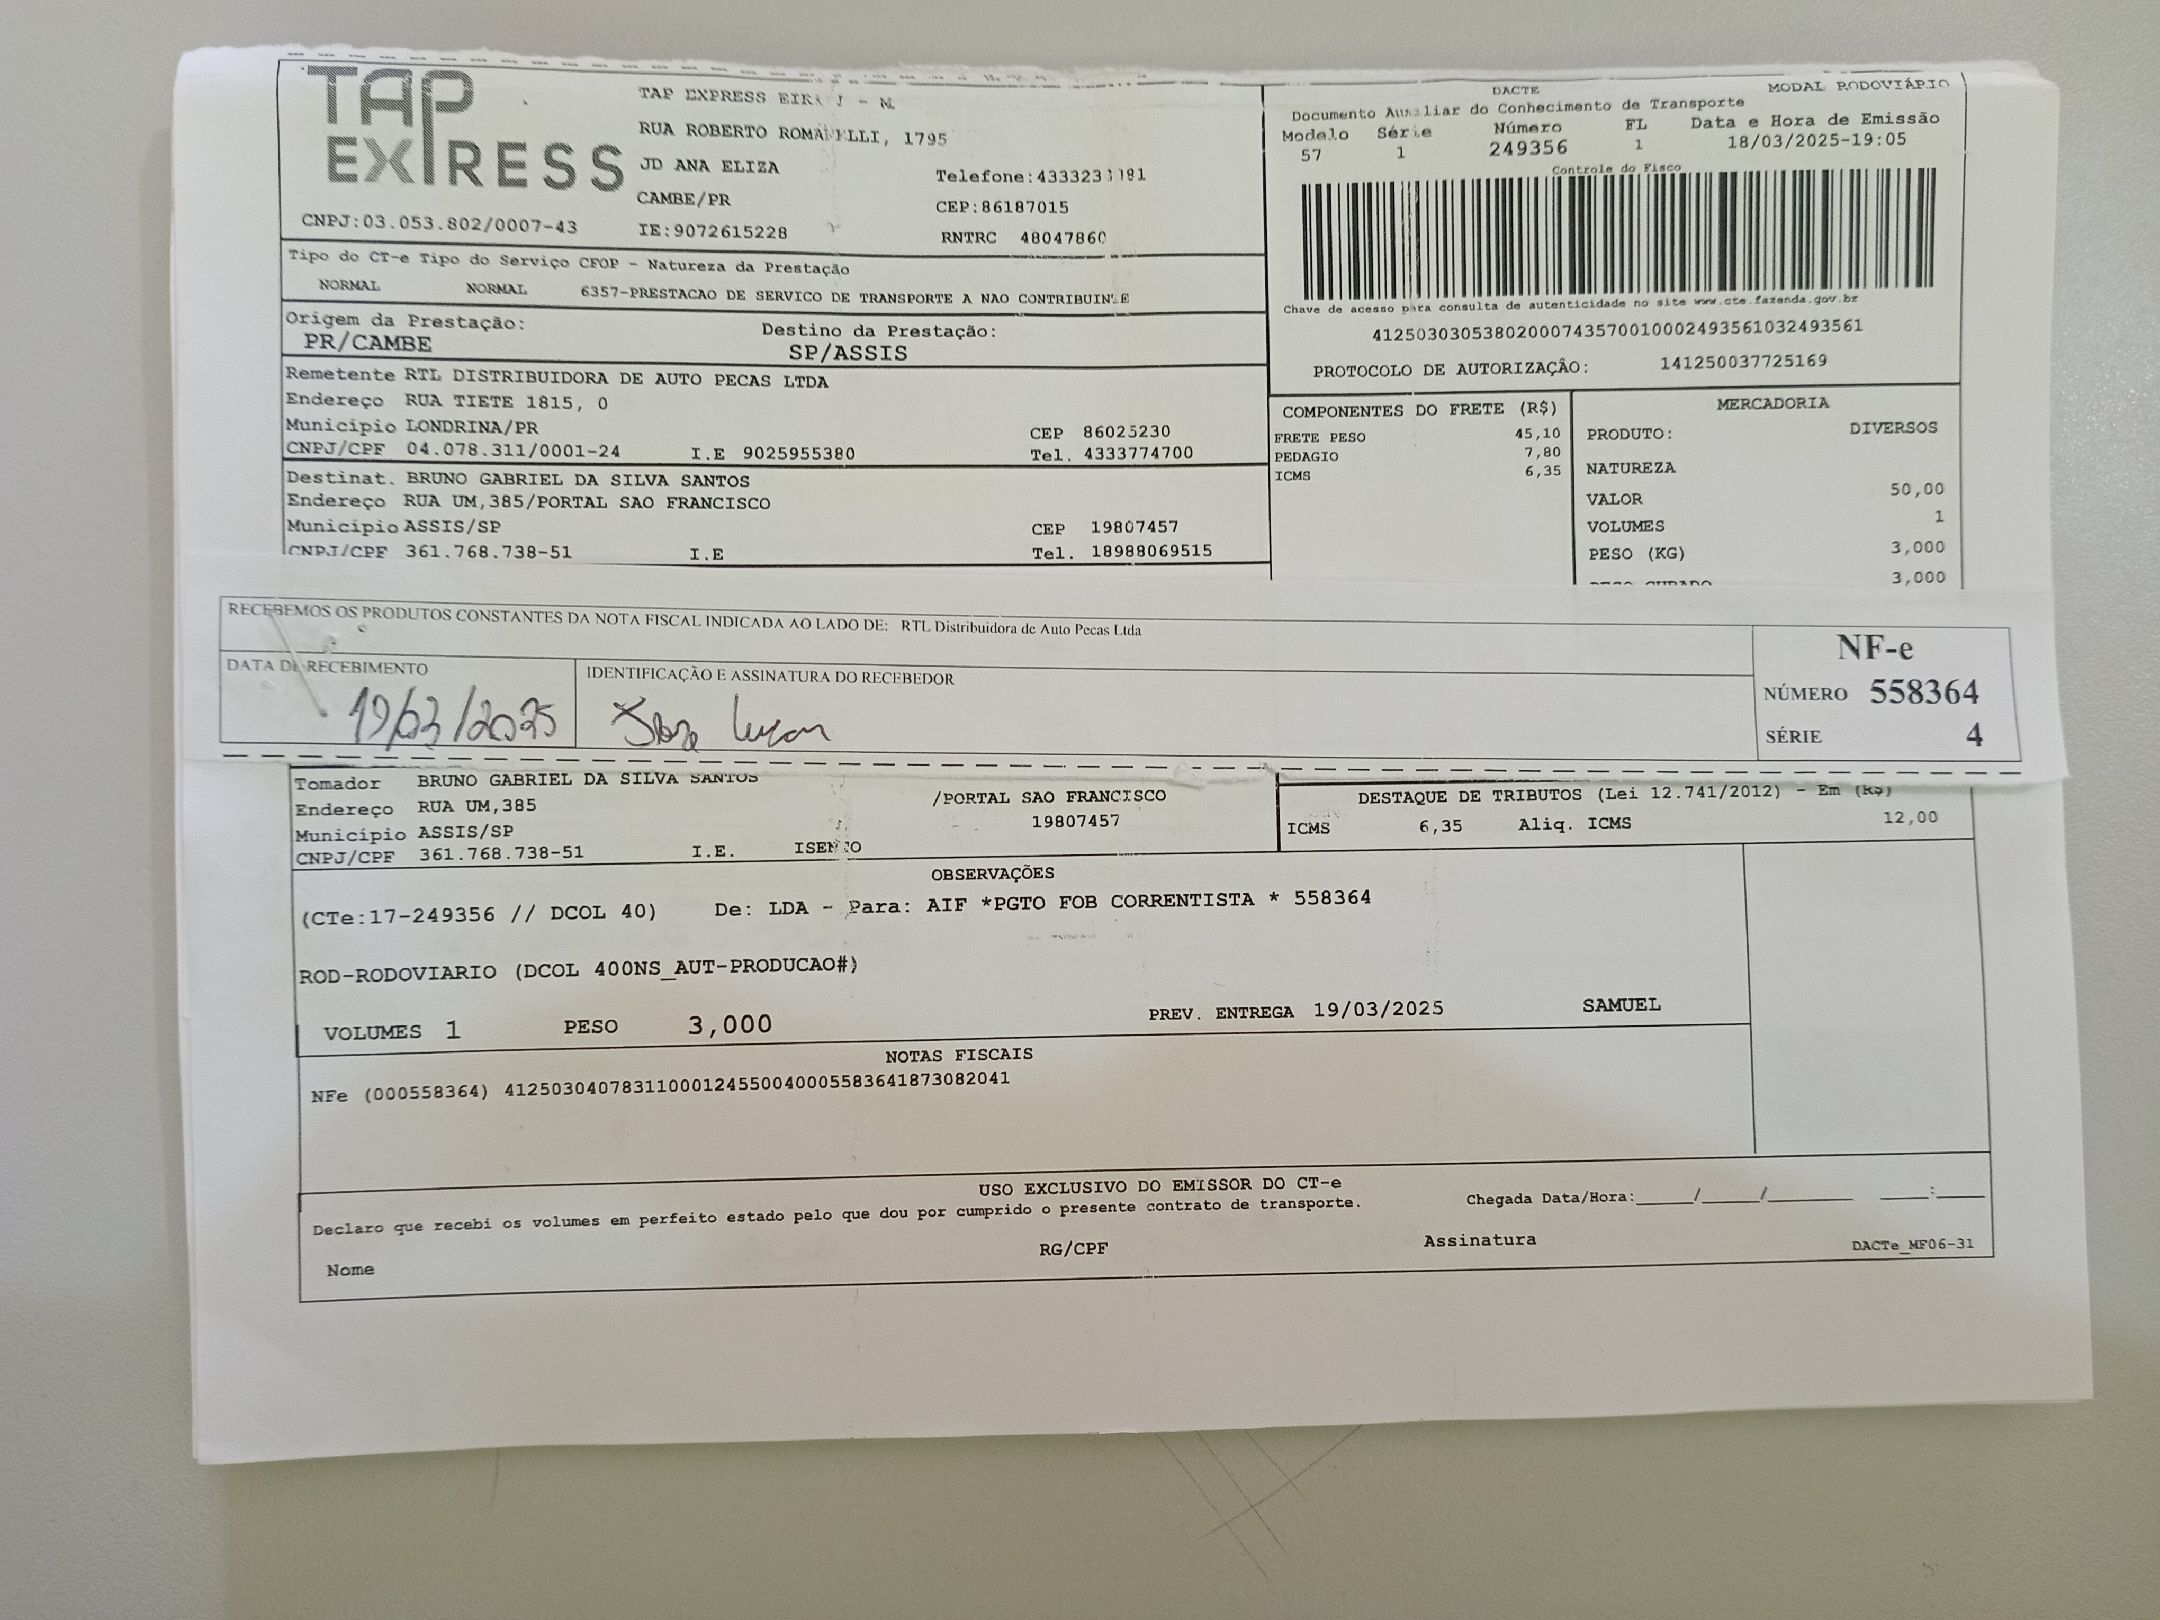 TAP EXPRESS
TAP EXPRESS
RUA ROBERTO ROMANELLI, 1795
JD ANA ELIZA
Telefone:4333231191
CAMBE/PR
CEP:86187015
CNPJ:03.053.802/0007-43
IE:9072615228
RNTRC 48047860
DACTE
MODAL RODOVIÁRIO
Documento Auxiliar do Conhecimento de Transporte
Modelo Série Número FL Data e Hora de Emissão
57 1 249356 1 18/03/2025-19:05
Controle do Fisco
Chave de acesso para consulta de autenticidade no site www.cte.fazenda.gov.br
41250303053802000743570010002493561032493561
PROTOCOLO DE AUTORIZAÇÂO: 141250037725169
Tipo do CT-e Tipo do Serviço CFOP - Natureza da Prestação
NORMAL NORMAL 6357-PRESTACAO DE SERVICO DE TRANSPORTE A NAO CONTRIBUINTE
Origem da Prestação: Destino da Prestação:
PR/CAMBE SP/ASSIS
Remetente RTL DISTRIBUIDORA DE AUTO PECAS LTDA
Endereço RUA TIETE 1815, 0
Município LONDRINA/PR CEP 86025230
CNPJ/CPF 04.078.311/0001-24 I.E 9025955380 Tel. 4333774700
Destinat. BRUNO GABRIEL DA SILVA SANTOS
Endereço RUA UM,385/PORTAL SAO FRANCISCO
Município ASSIS/SP CEP 19807457
CNPJ/CPF 361.768.738-51 I.E Tel. 18988069515
COMPONENTES DO FRETE (R$)
FRETE PESO 45,10
PEDAGIO 7,80
ICMS 6,35
MERCADORIA
PRODUTO: DIVERSOS
NATUREZA
VALOR 50,00
VOLUMES 1
PESO (KG) 3,000
3,000
RECEBEMOS OS PRODUTOS CONSTANTES DA NOTA FISCAL INDICADA AO LADO DE: RTL Distribuidora de Auto Pecas Ltda
DATA DE RECEBIMENTO
19/03/2025
IDENTIFICAÇÃO E ASSINATURA DO RECEBEDOR
NF-e
NÚMERO 558364
SÉRIE 4
Tomador BRUNO GABRIEL DA SILVA SANTOS
Endereço RUA UM,385 /PORTAL SAO FRANCISCO
Município ASSIS/SP 19807457
CNPJ/CPF 361.768.738-51 I.E. ISENTO
DESTAQUE DE TRIBUTOS (Lei 12.741/2012) - Em (R$)
ICMS 6,35 Aliq. ICMS 12,00
OBSERVAÇÕES
(CTe:17-249356 // DCOL 40) De: LDA - Para: AIF *PGTO FOB CORRENTISTA * 558364
ROD-RODOVIARIO (DCOL 400NS_AUT-PRODUCAO#)
VOLUMES 1 PESO 3,000 PREV. ENTREGA 19/03/2025 SAMUEL
NOTAS FISCAIS
NFe (000558364) 41250304078311000124550040005583641873082041
USO EXCLUSIVO DO EMISSOR DO CT-e
Declaro que recebi os volumes em perfeito estado pelo que dou por cumprido o presente contrato de transporte.
Chegada Data/Hora:_____/_____/________ ____:____
Nome RG/CPF Assinatura DACTe_MF06-31